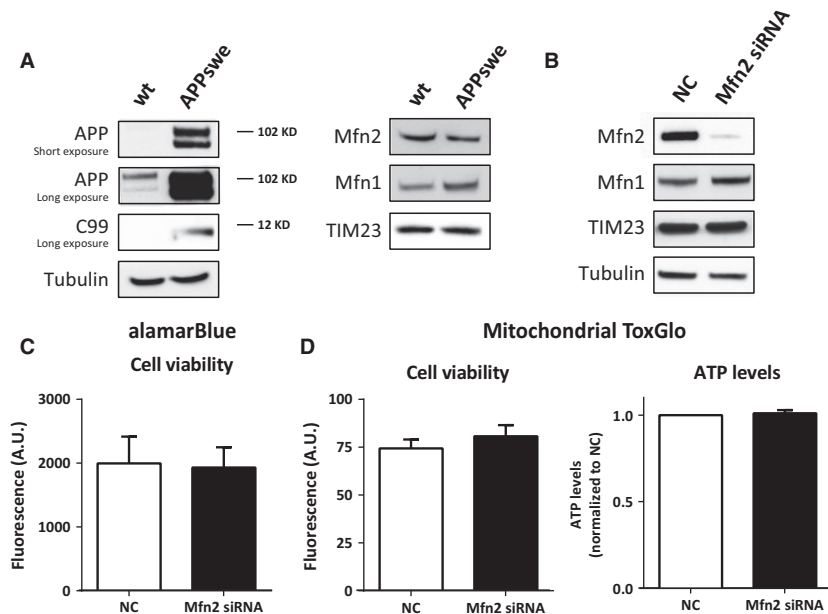 A
wt
APPswe
APP
Short exposure
— 102 KD
APP
Long exposure
— 102 KD
C99
Long exposure
— 12 KD
Tubulin
wt
APPswe
Mfn2
Mfn1
TIM23
B
NC
Mfn2 siRNA
Mfn2
Mfn1
TIM23
Tubulin
C
alamarBlue
Cell viability
Fluorescence (A.U.)
3000
2000
1000
0
NC
Mfn2 siRNA
D
Mitochondrial ToxGlo
Cell viability
Fluorescence (A.U.)
100
75
50
25
0
NC
Mfn2 siRNA
ATP levels
ATP levels
(normalized to NC)
1.0
0.5
0.0
NC
Mfn2 siRNA